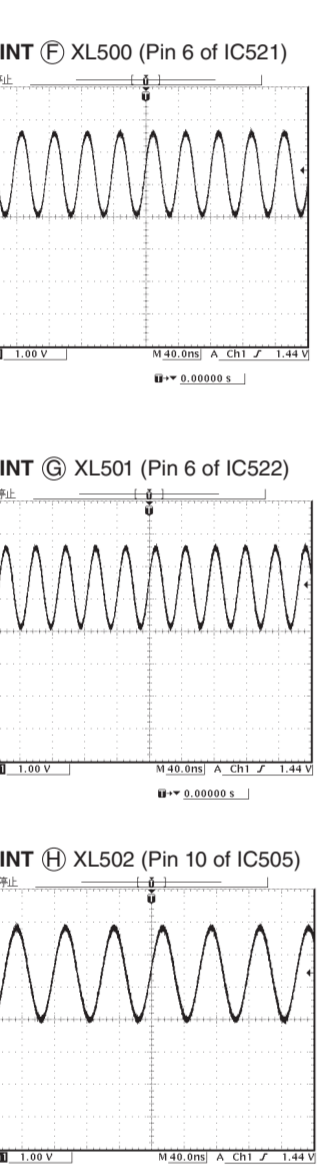 INT Ⓕ XL500 (Pin 6 of IC521)
停止
1.00 V M 40.0ns A Ch1 ƒ 1.44 V
0.00000 s
INT Ⓖ XL501 (Pin 6 of IC522)
停止
1 1.00 V M 40.0ns A Ch1 ƒ 1.44 V
0.00000 s
INT Ⓗ XL502 (Pin 10 of IC505)
停止
1 1.00 V M 40.0ns A Ch1 ƒ 1.44 V